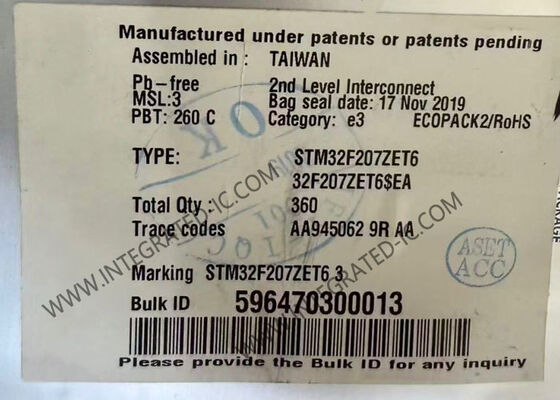 Manufactured under patents or patents pending
Assembled in : TAIWAN
Pb-free 2nd Level Interconnect
MSL:3 Bag seal date: 17 Nov 2019
PBT: 260 C Category: e3 ECOPACK2/RoHS
OK
TYPE: STM32F207ZET6
32F207ZET6$EA
Total Qty : 360
Trace codes AA945062 9R AA
ASET
ACC
Marking STM32F207ZET6 3
Bulk ID 596470300013
Please provide the Bulk ID for any inquiry
WWW.INTEGRATED-IC.COM
WWW.INTEGRATED-IC.COM